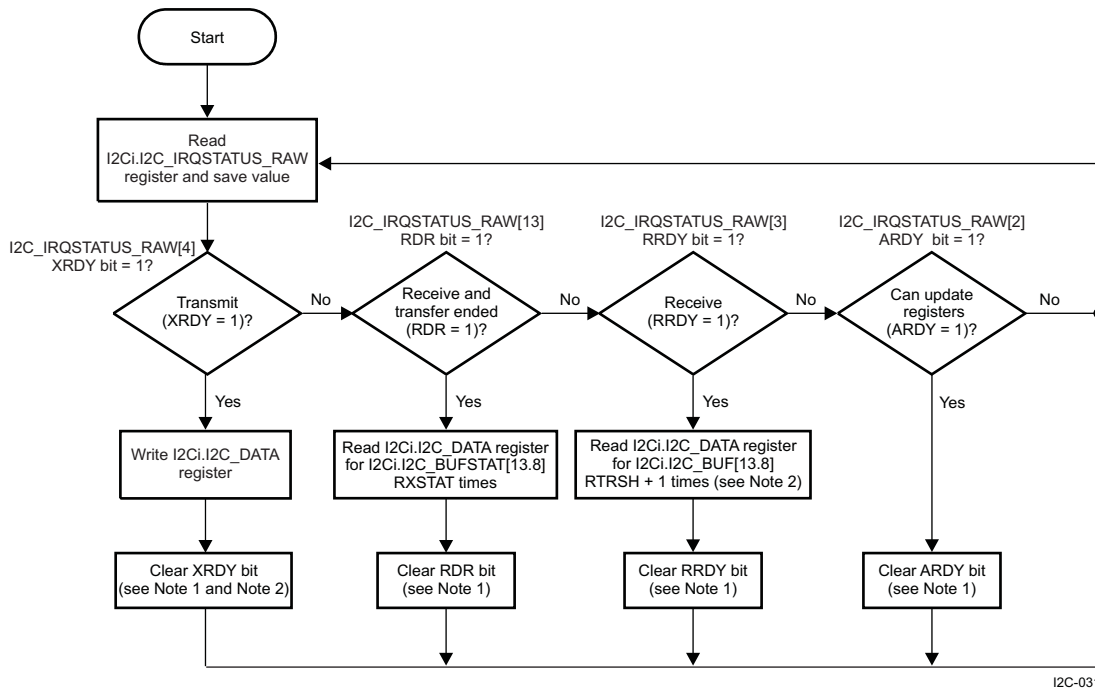 Start
Read
I2Ci.I2C_IRQSTATUS_RAW
register and save value
I2C_IRQSTATUS_RAW[4]
XRDY bit = 1?
I2C_IRQSTATUS_RAW[13]
RDR bit = 1?
I2C_IRQSTATUS_RAW[3]
RRDY bit = 1?
I2C_IRQSTATUS_RAW[2]
ARDY bit = 1?
Transmit
(XRDY = 1)?
No
Receive and
transfer ended
(RDR = 1)?
No
Receive
(RRDY = 1)?
No
Can update
registers
(ARDY = 1)?
No
Yes
Yes
Yes
Yes
Write I2Ci.I2C_DATA
register
Read I2Ci.I2C_DATA register
for I2Ci.I2C_BUFSTAT[13.8]
RXSTAT times
Read I2Ci.I2C_DATA register
for I2Ci.I2C_BUF[13.8]
RTRSH + 1 times (see Note 2)
Clear XRDY bit
(see Note 1 and Note 2)
Clear RDR bit
(see Note 1)
Clear RRDY bit
(see Note 1)
Clear ARDY bit
(see Note 1)
I2C-031